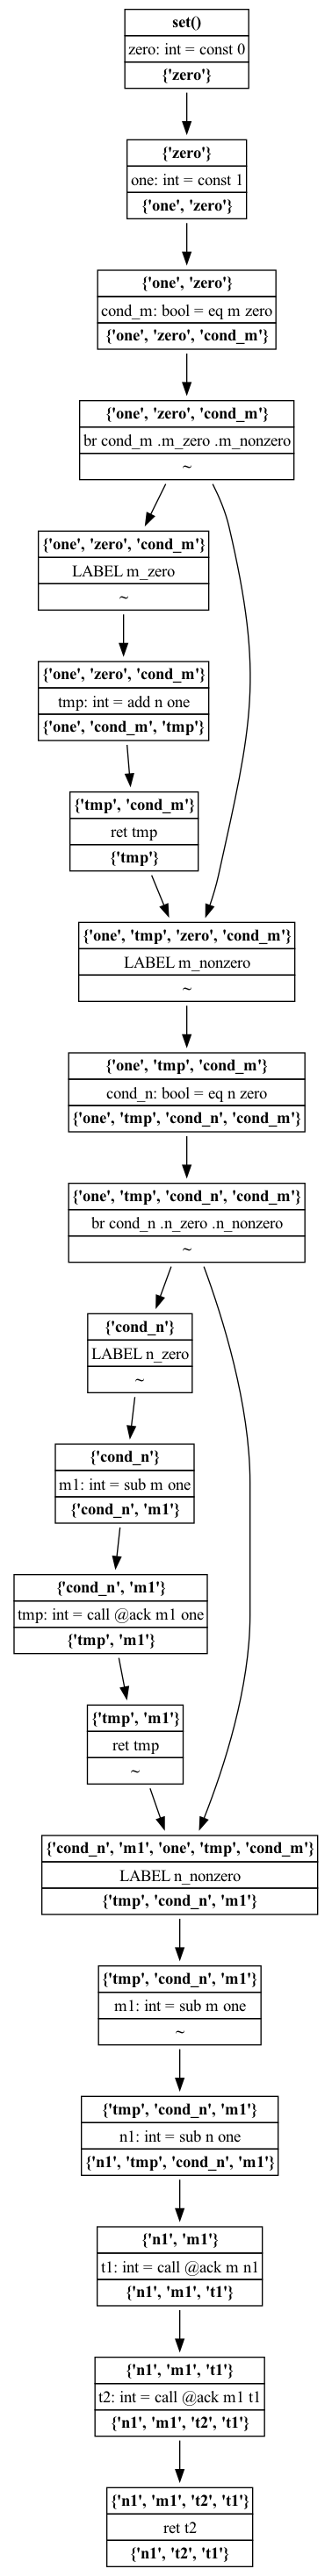 set()
zero: int = const 0
{'zero'}
{'zero'}
one: int = const 1
{'one', 'zero'}
{'one', 'zero'}
cond_m: bool = eq m zero
{'one', 'zero', 'cond_m'}
{'one', 'zero', 'cond_m'}
br cond_m .m_zero .m_nonzero
~
{'one', 'zero', 'cond_m'}
LABEL m_zero
~
{'one', 'zero', 'cond_m'}
tmp: int = add n one
{'one', 'cond_m', 'tmp'}
{'tmp', 'cond_m'}
ret tmp
{'tmp'}
{'one', 'tmp', 'zero', 'cond_m'}
LABEL m_nonzero
~
{'one', 'tmp', 'cond_m'}
cond_n: bool = eq n zero
{'one', 'tmp', 'cond_n', 'cond_m'}
{'one', 'tmp', 'cond_n', 'cond_m'}
br cond_n .n_zero .n_nonzero
~
{'cond_n'}
LABEL n_zero
~
{'cond_n'}
m1: int = sub m one
{'cond_n', 'm1'}
{'cond_n', 'm1'}
tmp: int = call @ack m1 one
{'tmp', 'm1'}
{'tmp', 'm1'}
ret tmp
~
{'cond_n', 'm1', 'one', 'tmp', 'cond_m'}
LABEL n_nonzero
{'tmp', 'cond_n', 'm1'}
{'tmp', 'cond_n', 'm1'}
m1: int = sub m one
~
{'tmp', 'cond_n', 'm1'}
n1: int = sub n one
{'n1', 'tmp', 'cond_n', 'm1'}
{'n1', 'm1'}
t1: int = call @ack m n1
{'n1', 'm1', 't1'}
{'n1', 'm1', 't1'}
t2: int = call @ack m1 t1
{'n1', 'm1', 't2', 't1'}
{'n1', 'm1', 't2', 't1'}
ret t2
{'n1', 't2', 't1'}